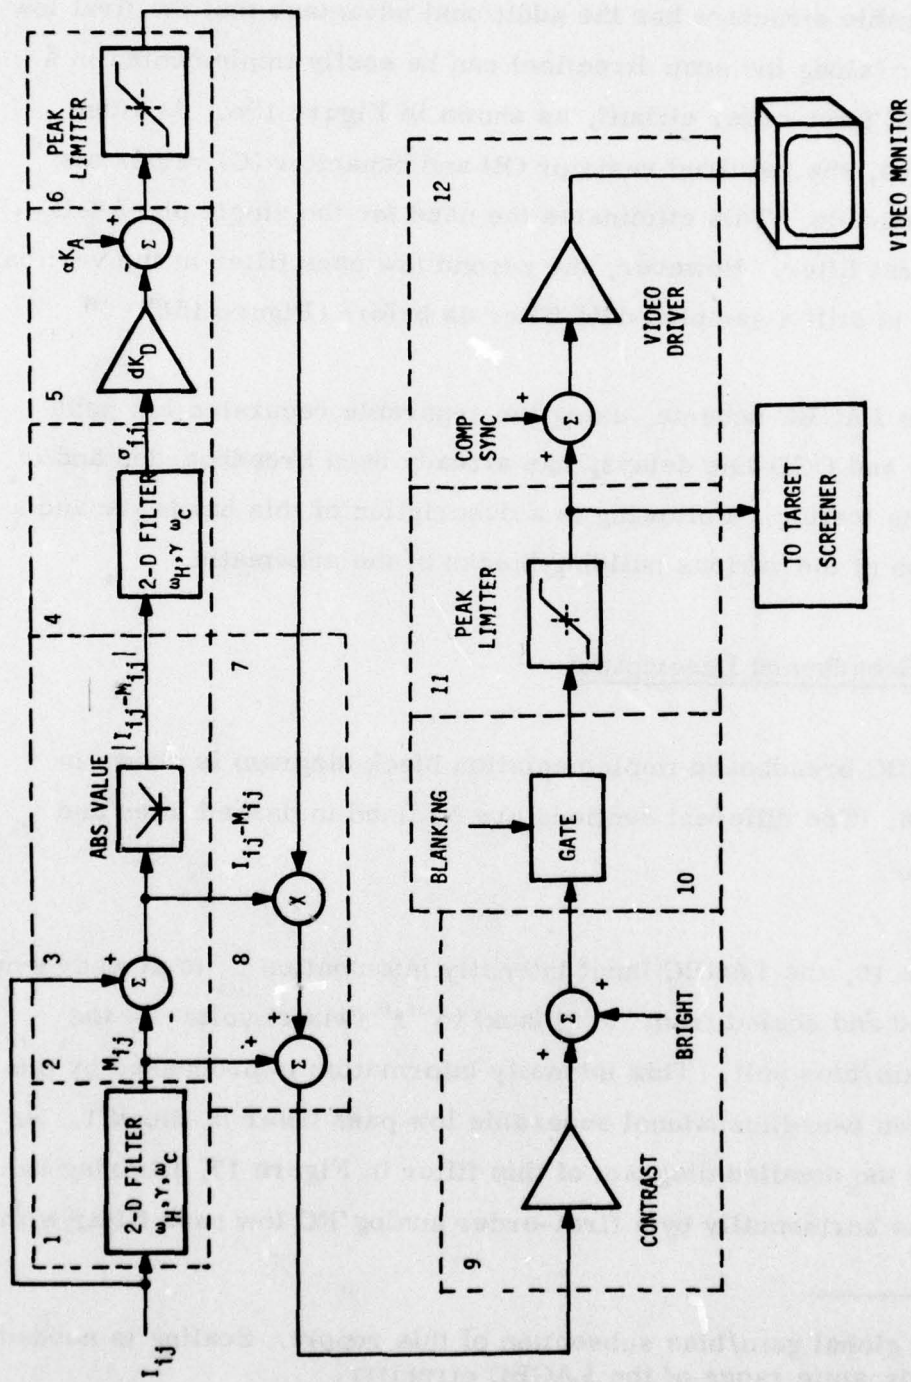 I_ij
1
2-D FILTER
ω_H, γ, ω_C
2
M_ij
3
Σ
+
ABS VALUE
|I_ij-M_ij|
4
2-D FILTER
ω_H, γ, ω_σ
σ_ij
5
dK_D
αK_A
+
Σ
6
PEAK
LIMITER
I_ij-M_ij
7
X
8
+
Σ
9
CONTRAST
+
+
BRIGHT
10
BLANKING
GATE
11
PEAK
LIMITER
TO TARGET
SCREENER
COMP
SYNC
+
+
Σ
12
VIDEO
DRIVER
VIDEO MONITOR